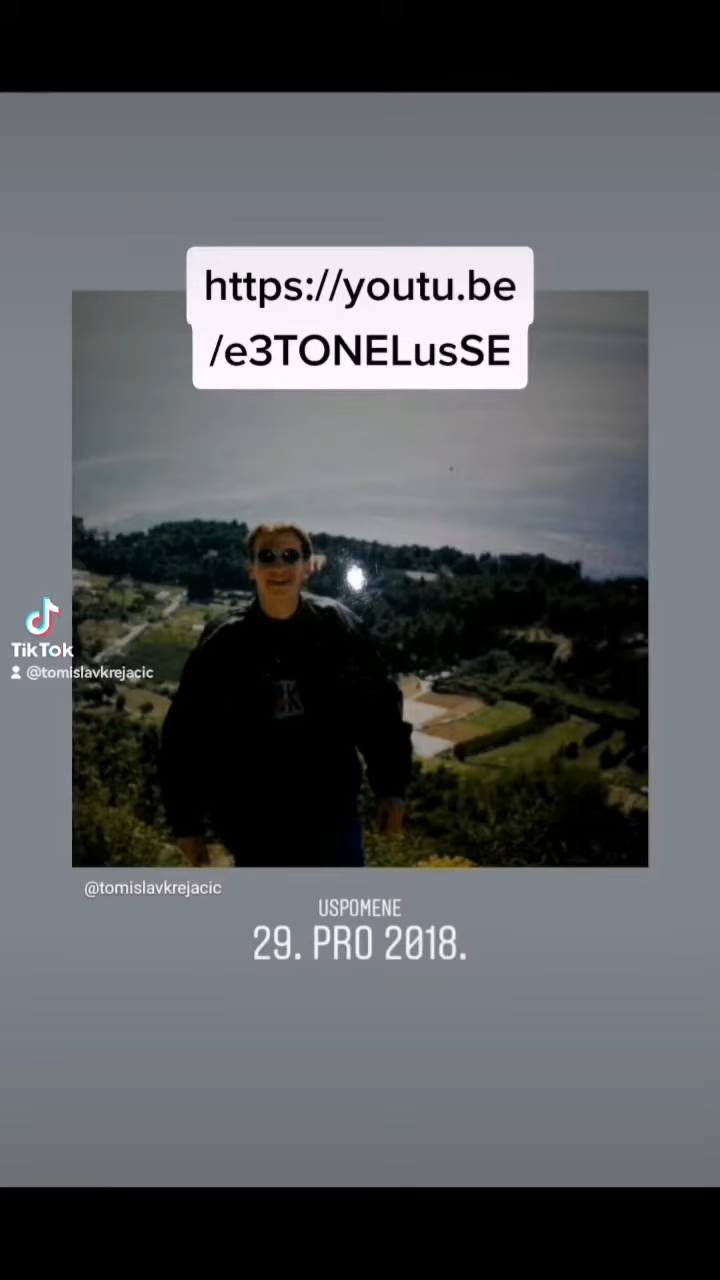 https://youtu.be
/e3TONELusSE
TikTok
@tomislavkrejacic
@tomislavkrejacic
USPOMENE
29. PRO 2018.